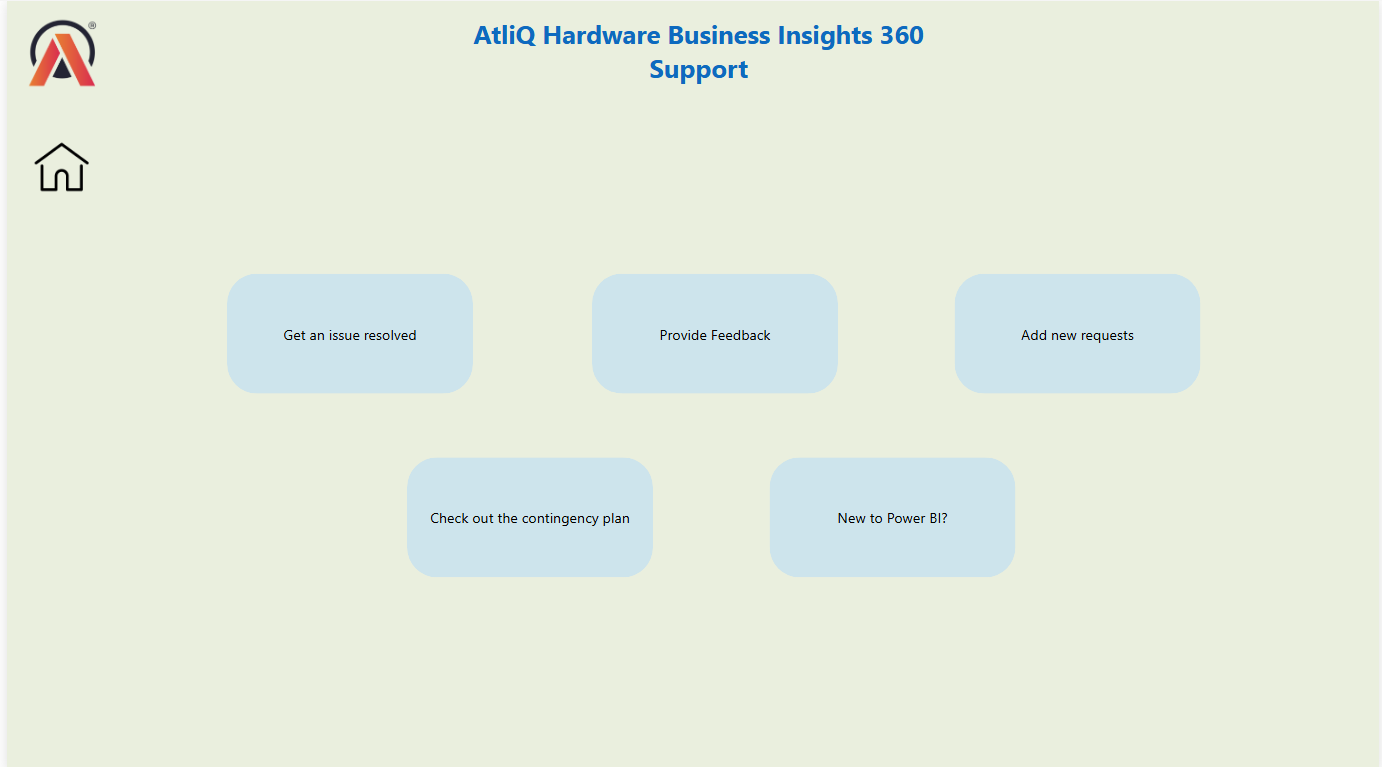 AtliQ Hardware Business Insights 360
Support
®
Get an issue resolved
Provide Feedback
Add new requests
Check out the contingency plan
New to Power BI?